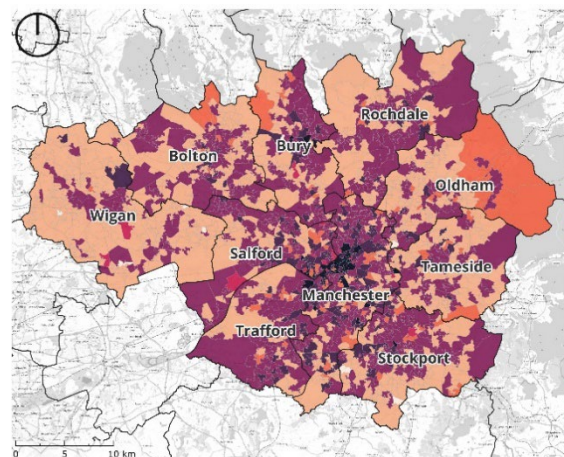 Rochdale
Bury
Bolton
Oldham
Wigan
Salford
Tameside
Manchester
Trafford
Stockport
0 5 10 km